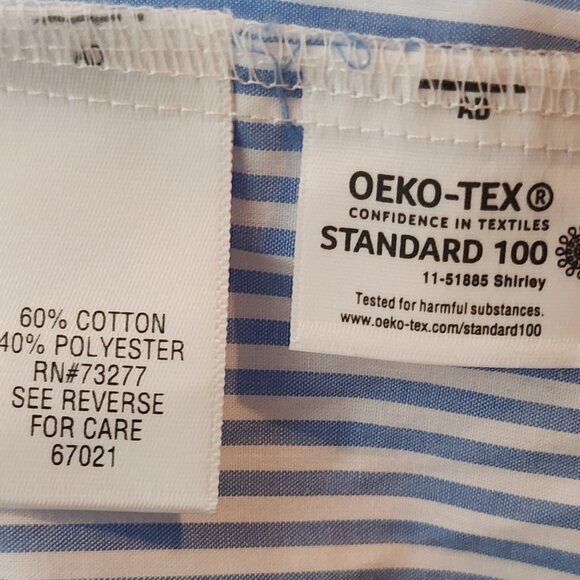 60% COTTON
40% POLYESTER
RN#73277
SEE REVERSE
FOR CARE
67021
AD
OEKO-TEX®
CONFIDENCE IN TEXTILES
STANDARD 100
11-51885 Shirley
Tested for harmful substances.
www.oeko-tex.com/standard100